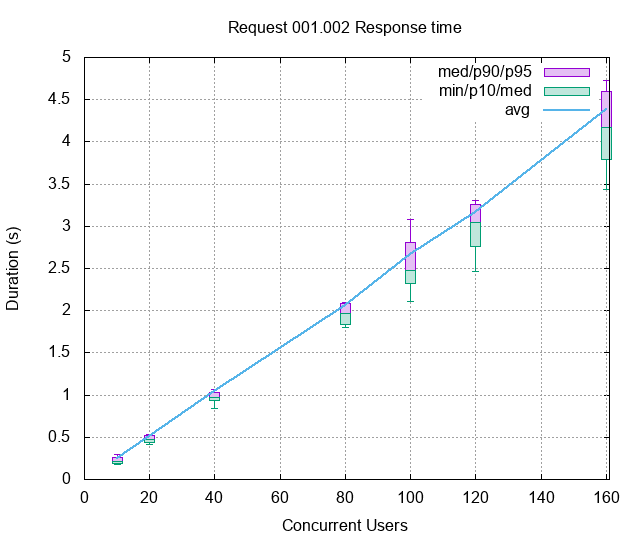 Request 001.002 Response time
med/p90/p95
min/p10/med
avg
5
4.5
4
3.5
3
2.5
2
1.5
1
0.5
0
Duration (s)
0 20 40 60 80 100 120 140 160
Concurrent Users